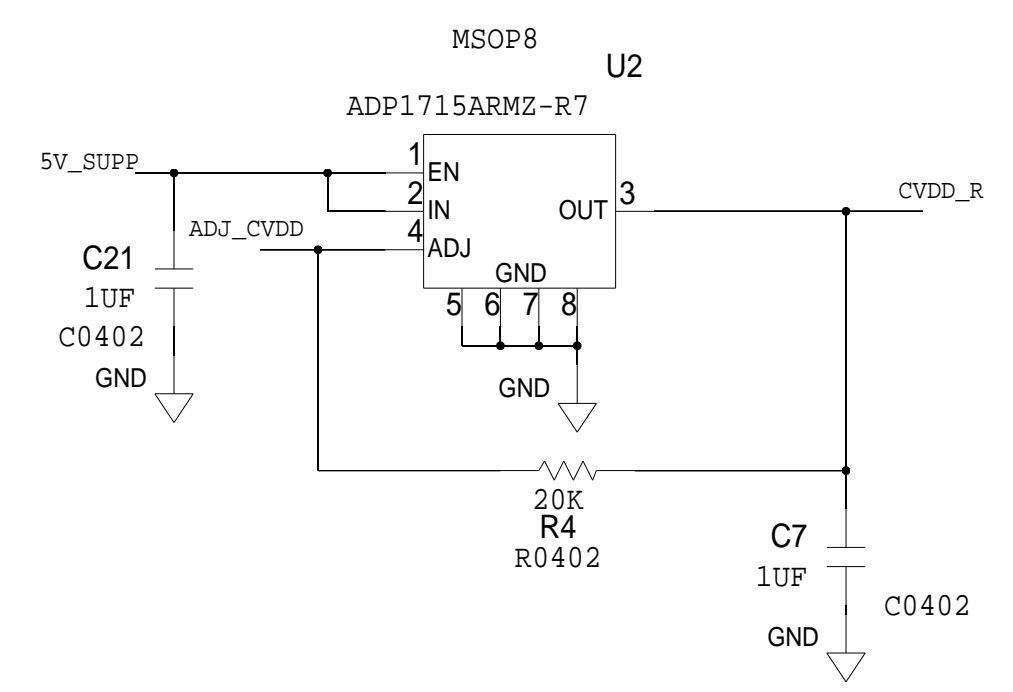 MSOP8
U2
ADP1715ARMZ-R7
5V_SUPP
1
EN
2
IN
3
OUT
CVDD_R
ADJ_CVDD
4
ADJ
C21
1UF
C0402
GND
GND
5
6
7
8
GND
20K
R4
R0402
C7
1UF
C0402
GND